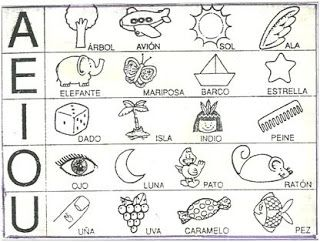 A
ÁRBOL AVIÓN SOL ALA
E
ELEFANTE MARIPOSA BARCO ESTRELLA
I
DADO ISLA INDIO PEINE
O
OJO LUNA PATO RATÓN
U
UÑA UVA CARAMELO PEZ